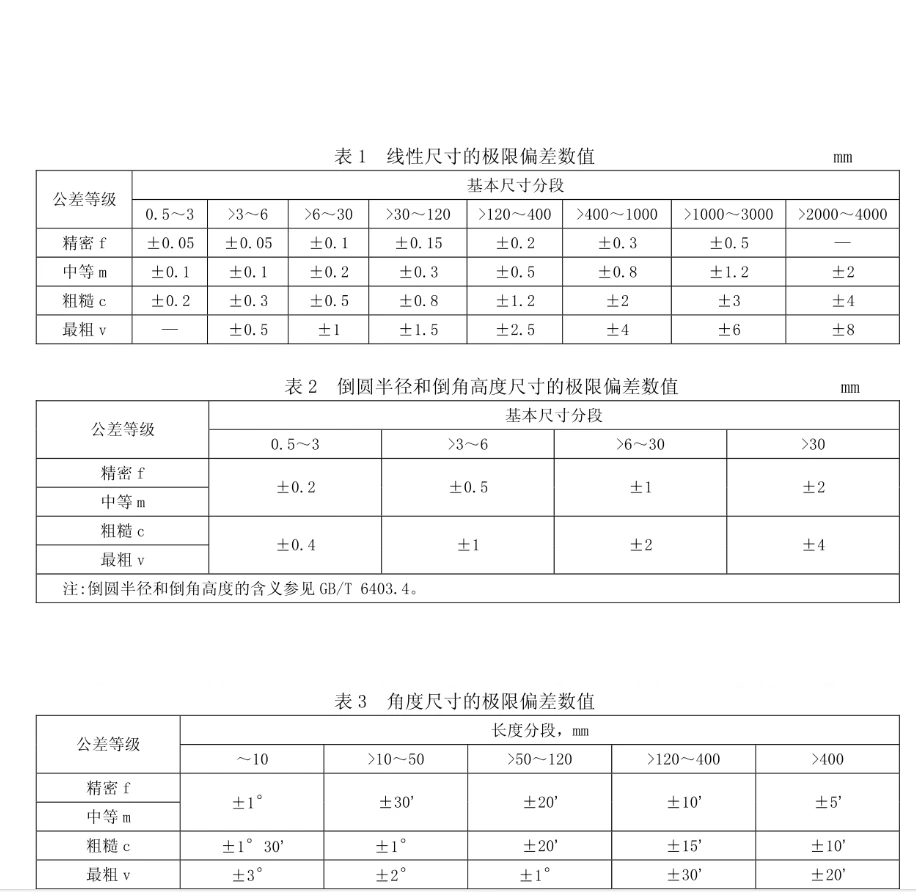 表 1 线性尺寸的极限偏差数值 mm
公差等级 基本尺寸分段
0.5～3 >3～6 >6～30 >30～120 >120～400 >400～1000 >1000～3000 >2000～4000
精密 f ±0.05 ±0.05 ±0.1 ±0.15 ±0.2 ±0.3 ±0.5 —
中等 m ±0.1 ±0.1 ±0.2 ±0.3 ±0.5 ±0.8 ±1.2 ±2
粗糙 c ±0.2 ±0.3 ±0.5 ±0.8 ±1.2 ±2 ±3 ±4
最粗 v — ±0.5 ±1 ±1.5 ±2.5 ±4 ±6 ±8
表 2 倒圆半径和倒角高度尺寸的极限偏差数值 mm
公差等级 基本尺寸分段
0.5～3 >3～6 >6～30 >30
精密 f
±0.2 ±0.5 ±1 ±2
中等 m
粗糙 c
±0.4 ±1 ±2 ±4
最粗 v
注:倒圆半径和倒角高度的含义参见 GB/T 6403.4。
表 3 角度尺寸的极限偏差数值
公差等级 长度分段，mm
～10 >10～50 >50～120 >120～400 >400
精密 f
±1° ±30' ±20' ±10' ±5'
中等 m
粗糙 c ±1° 30' ±1° ±20' ±15' ±10'
最粗 v ±3° ±2° ±1° ±30' ±20'